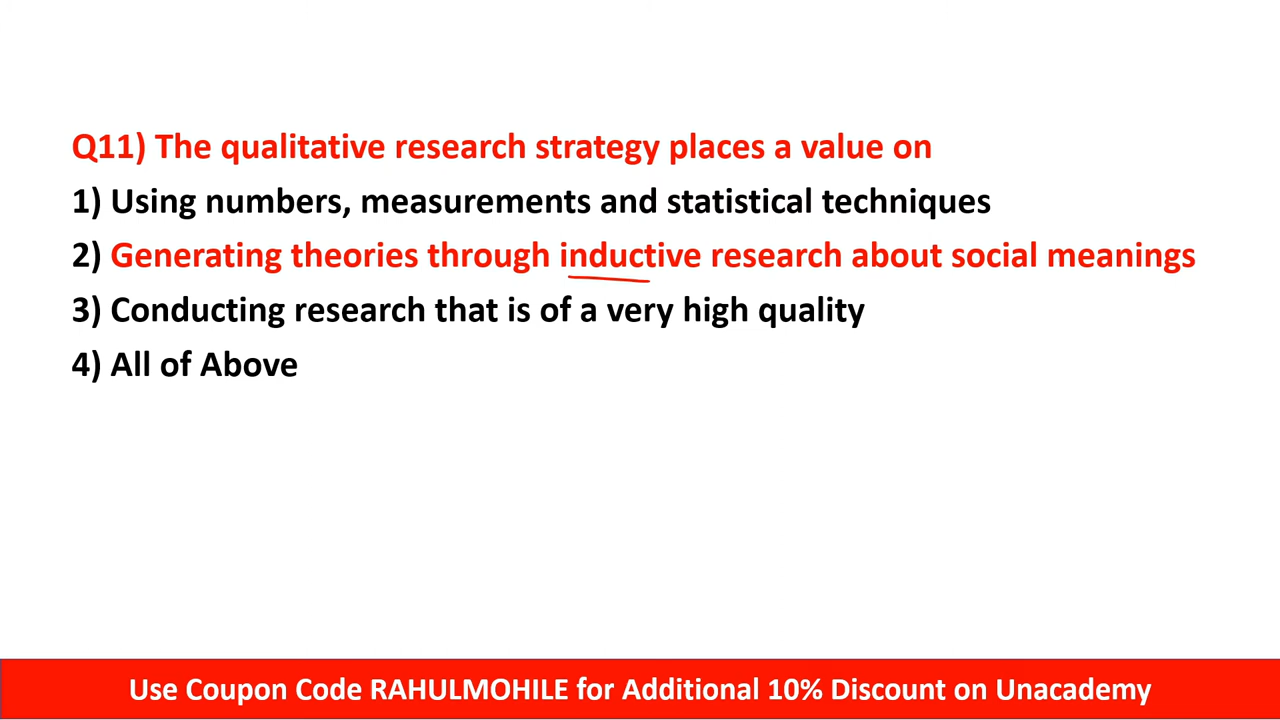 Q11) The qualitative research strategy places a value on
1) Using numbers, measurements and statistical techniques
2) Generating theories through inductive research about social meanings
3) Conducting research that is of a very high quality
4) All of Above
Use Coupon Code RAHULMOHILE for Additional 10% Discount on Unacademy